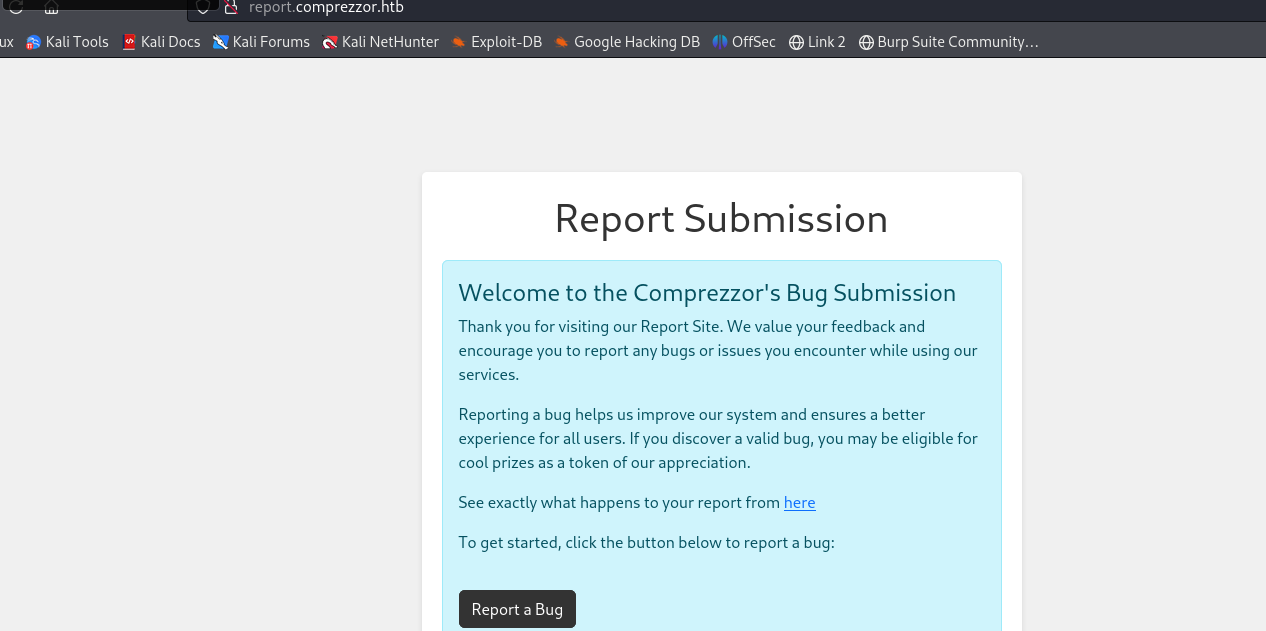 report.comprezzor.htb
ux Kali Tools Kali Docs Kali Forums Kali NetHunter Exploit-DB Google Hacking DB OffSec Link 2 Burp Suite Community…
Report Submission
Welcome to the Comprezzor's Bug Submission
Thank you for visiting our Report Site. We value your feedback and
encourage you to report any bugs or issues you encounter while using our
services.
Reporting a bug helps us improve our system and ensures a better
experience for all users. If you discover a valid bug, you may be eligible for
cool prizes as a token of our appreciation.
See exactly what happens to your report from here
To get started, click the button below to report a bug:
Report a Bug